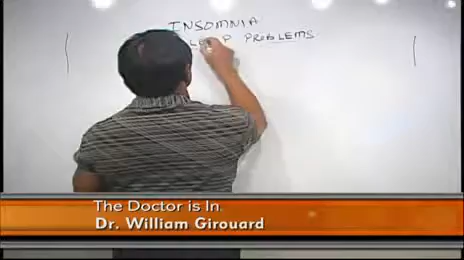 INSOMNIA
PROBLEMS
The Doctor is In.
Dr. William Girouard